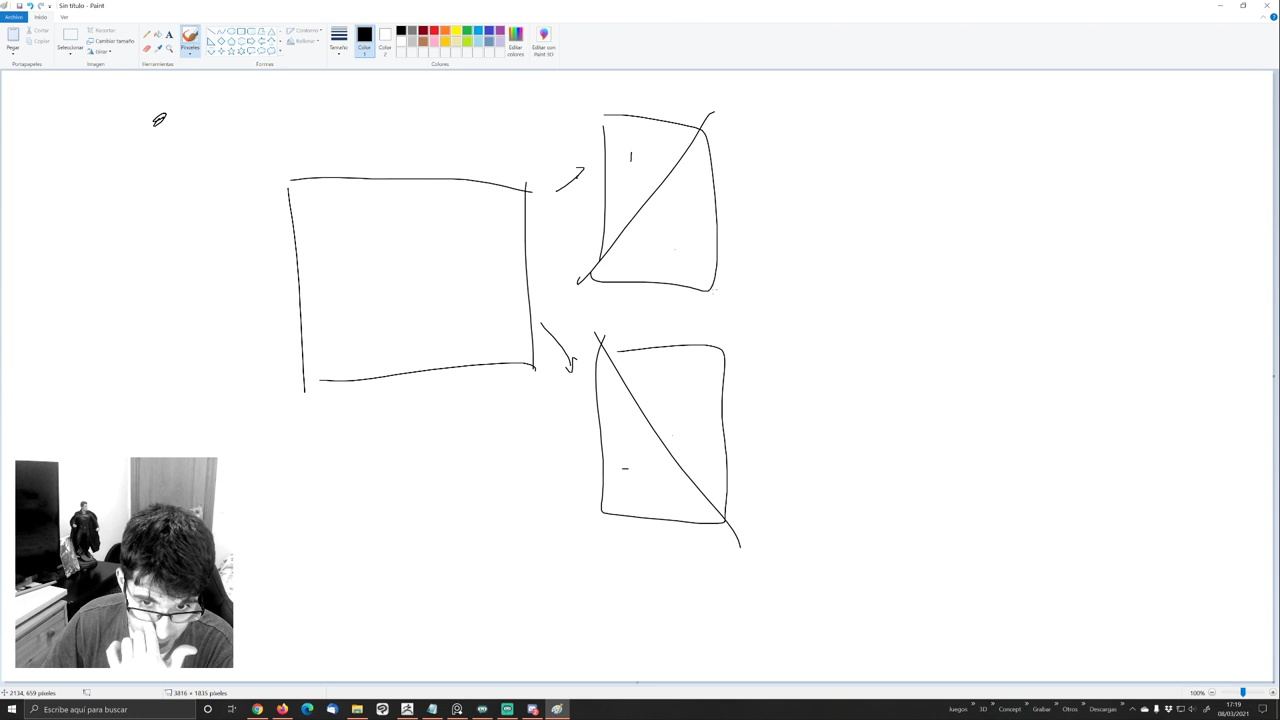 Sin título - Paint
Archivo Inicio Ver
Pegar
Cortar
Copiar
Portapapeles
Seleccionar
Recortar
Cambiar tamaño
Girar
Imagen
A
Herramientas
Pinceles
Contorno
Rellenar
Formas
Tamaño
Color 1
Color 2
Colores
Editar colores
Editar con Paint 3D
2134, 659 píxeles
3816 × 1835 píxeles
100%
Escribe aquí para buscar
Juegos
3D
Concept
Grabar
Otros
Descargas
17:19
08/03/2021